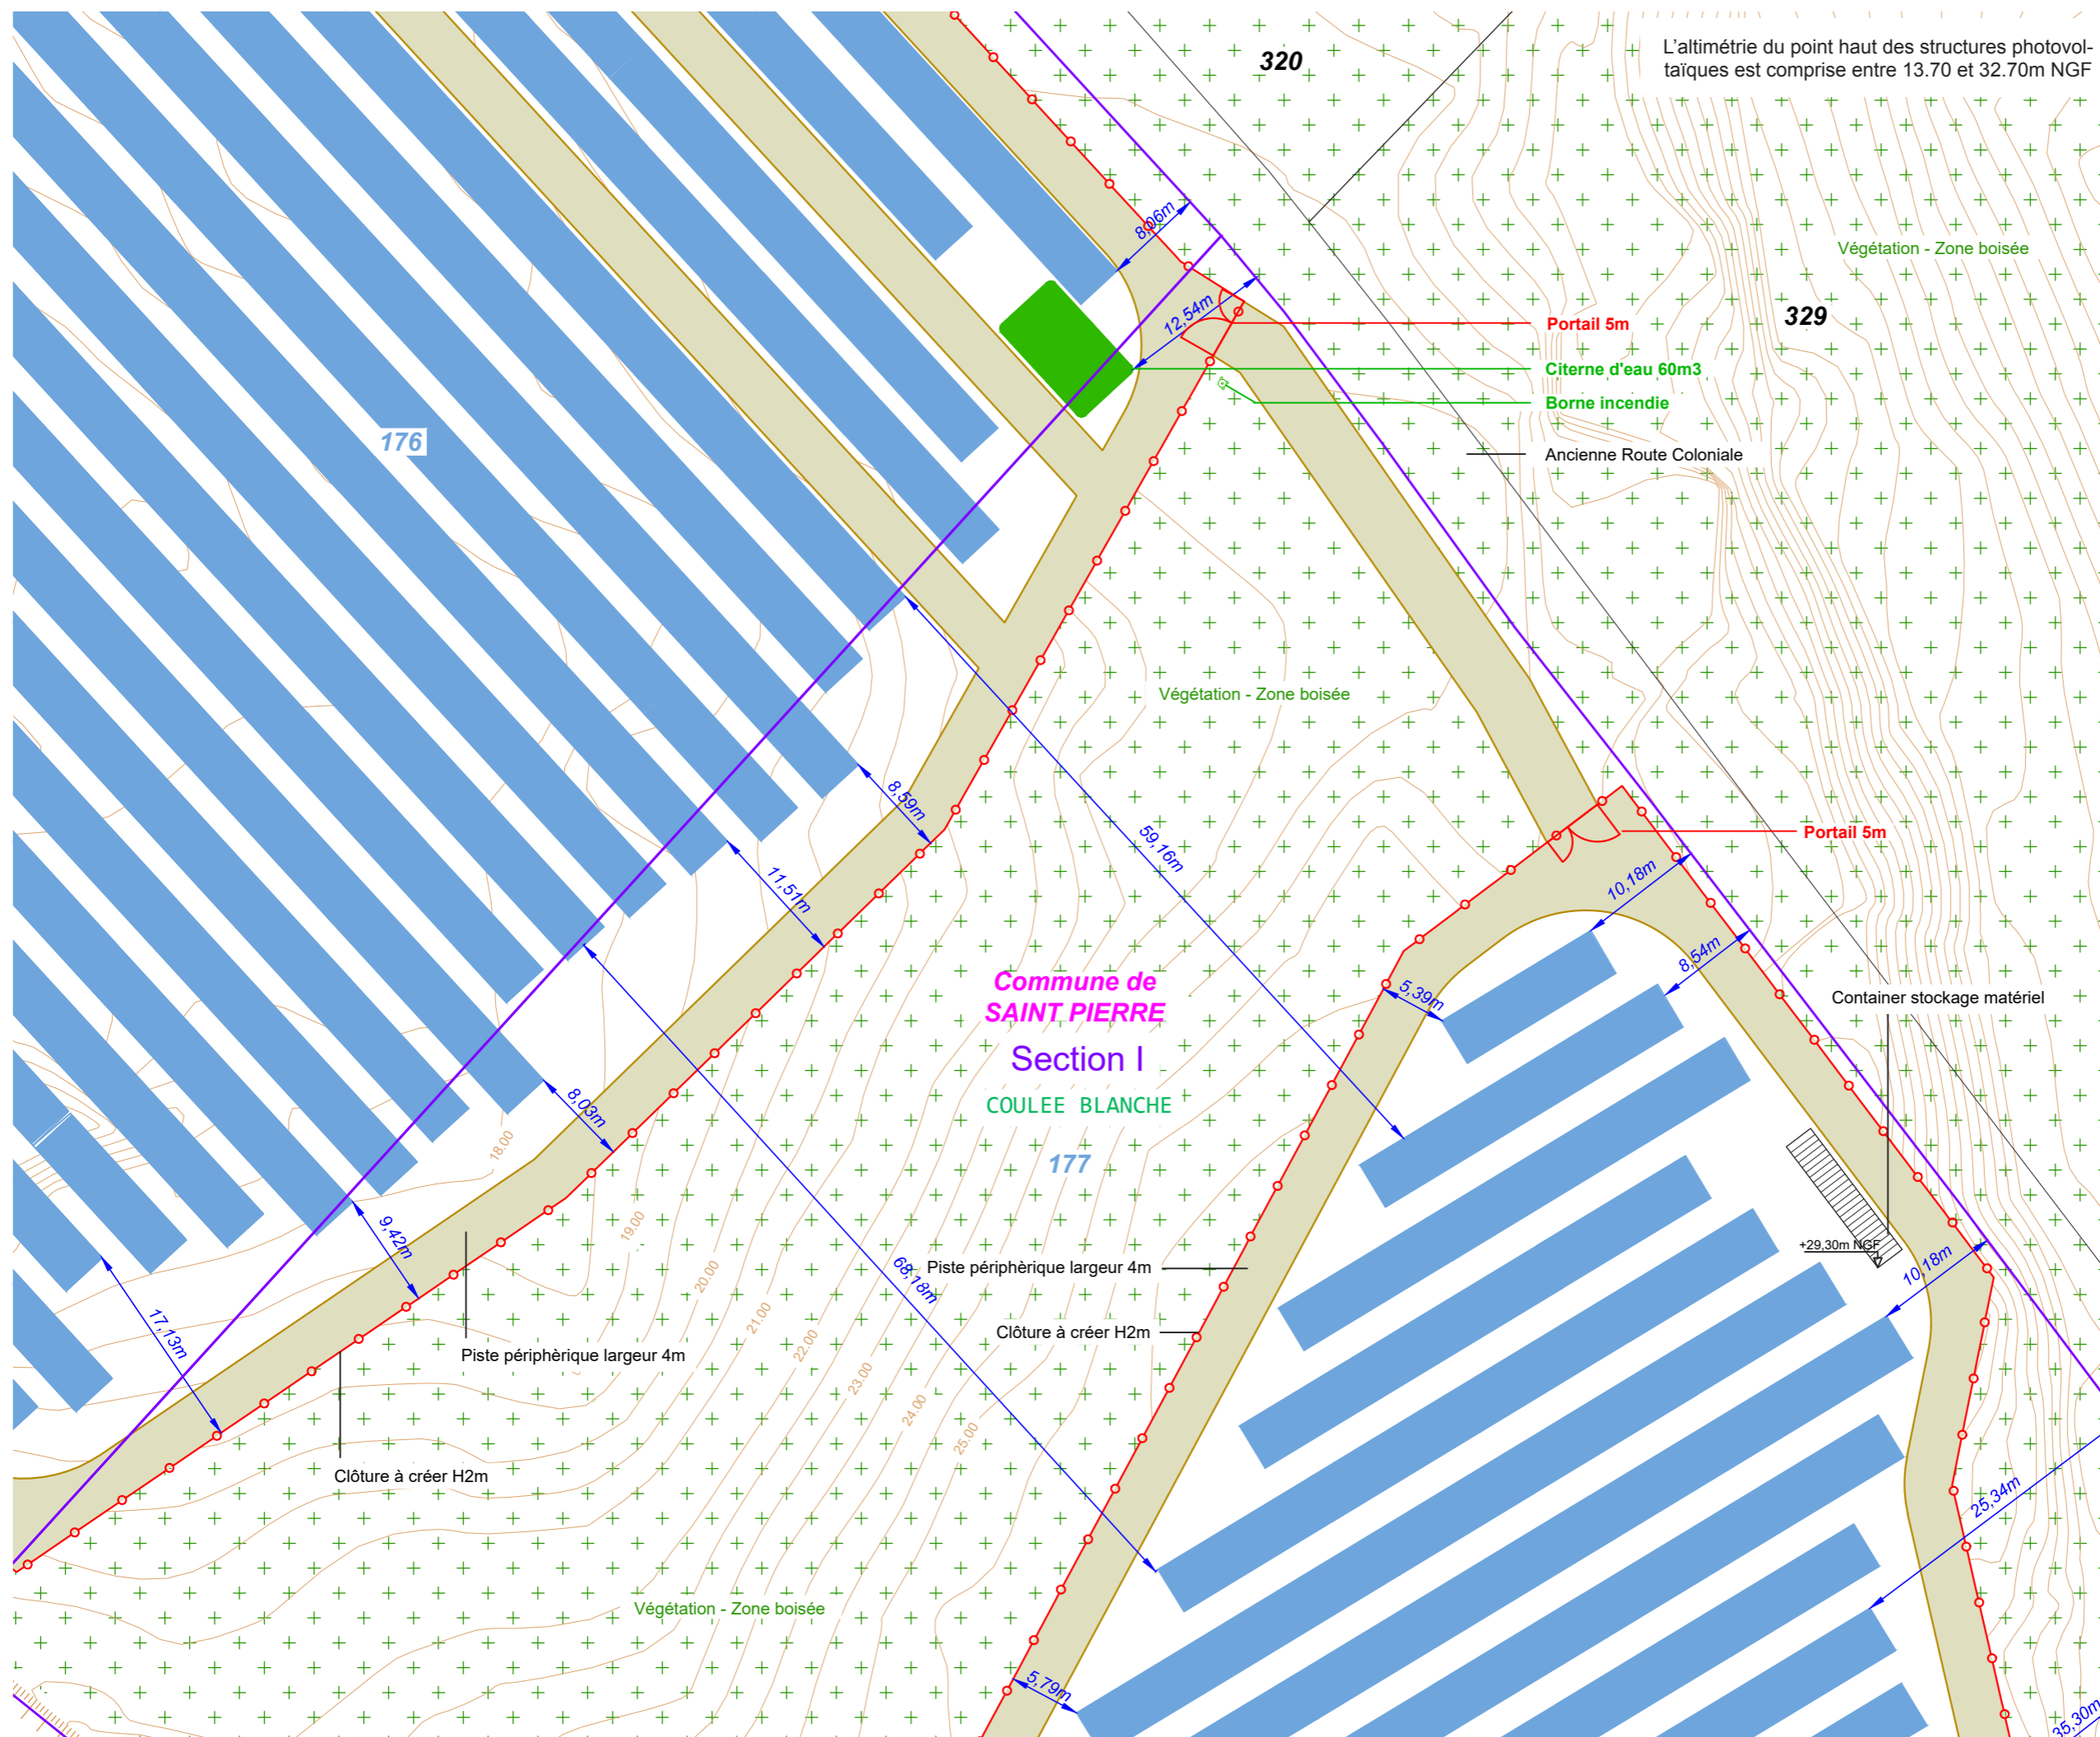 320
L'altimétrie du point haut des structures photovol-
taïques est comprise entre 13.70 et 32.70m NGF
8,06m
Végétation - Zone boisée
12,54m
329
Portail 5m
Citerne d'eau 60m3
Borne incendie
176
Ancienne Route Coloniale
Végétation - Zone boisée
8,59m
59,16m
Portail 5m
11,51m
10,18m
8,54m
Commune de
SAINT PIERRE
5,39m
Container stockage matériel
Section I
COULEE BLANCHE
8,03m
18.00
177
19.00
9,42m
+29,30m NGF
10,18m
20.00
68,18m
Piste périphèrique largeur 4m
21.00
17,13m
22.00
Clôture à créer H2m
Piste périphèrique largeur 4m
23.00
24.00
25.00
Clôture à créer H2m
25,34m
Végétation - Zone boisée
5,79m
35,30m